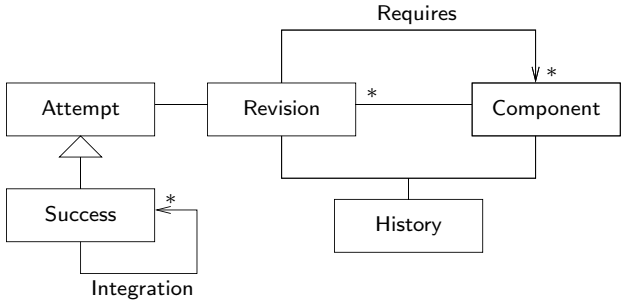 Requires
*
Attempt
Revision
*
Component
Success
*
History
Integration